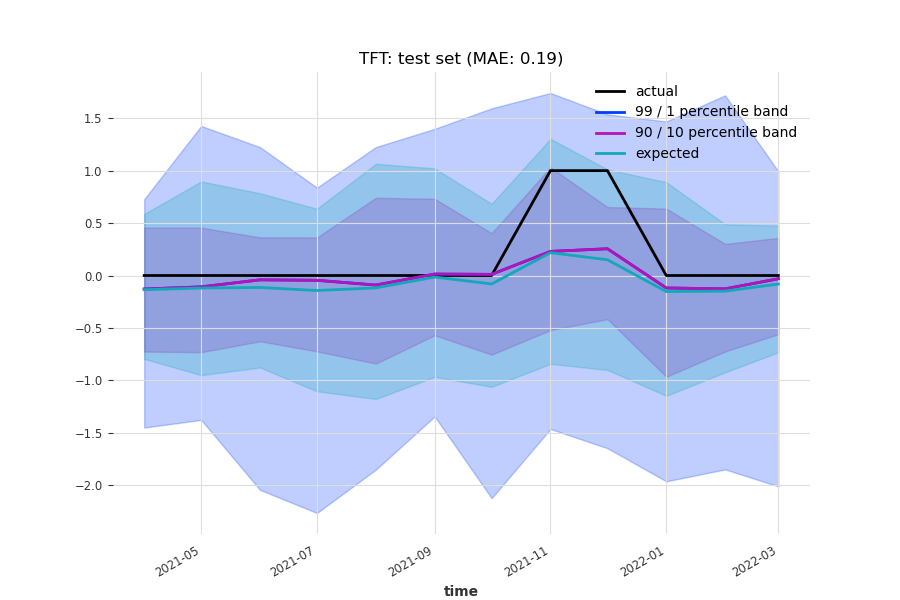 TFT: test set (MAE: 0.19)
actual
99 / 1 percentile band
90 / 10 percentile band
expected
1.5
1.0
0.5
0.0
−0.5
−1.0
−1.5
−2.0
2021-05
2021-07
2021-09
2021-11
2022-01
2022-03
time